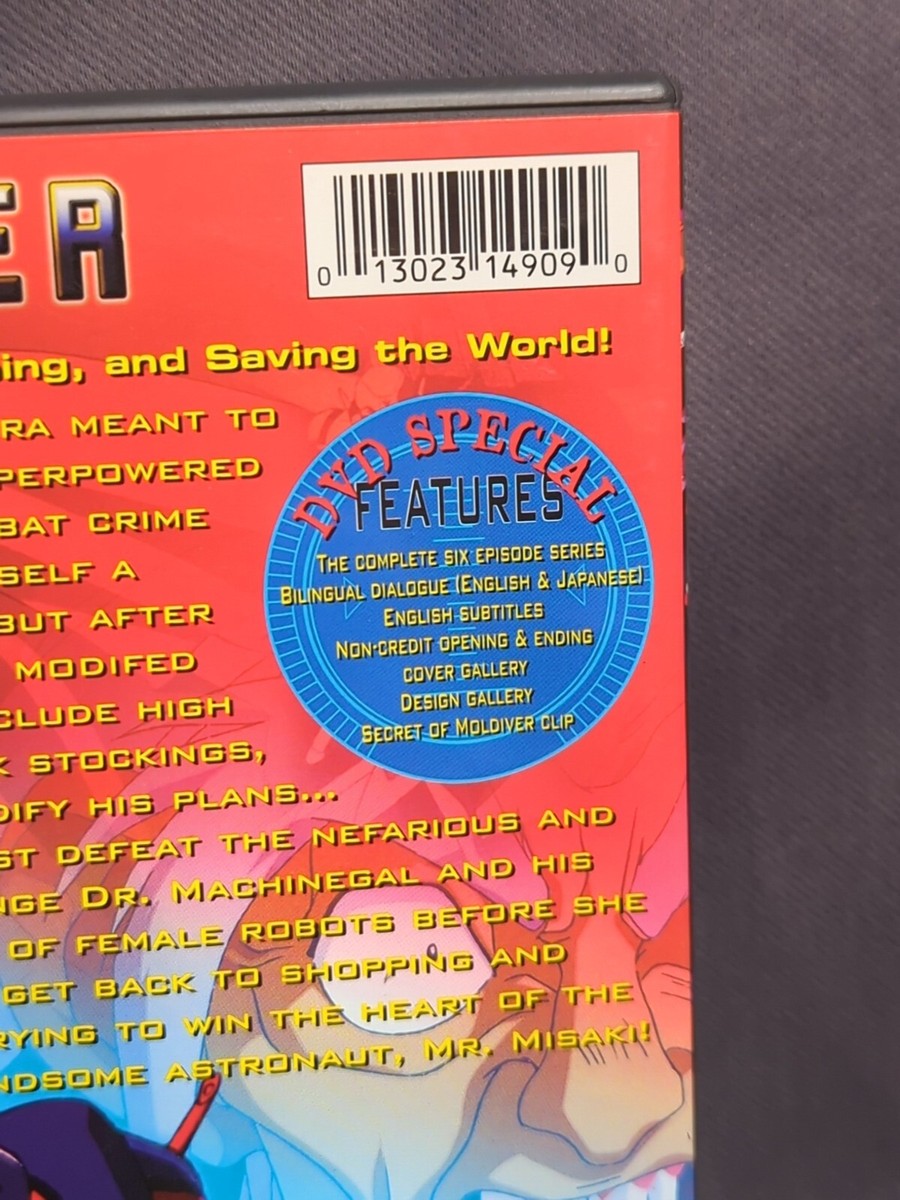 ER
0 13023 14909 0
ing, and Saving the World!
RA MEANT TO
PERPOWERED
BAT CRIME
SELF A
BUT AFTER
MODIFED
CLUDE HIGH
K STOCKINGS,
DIFY HIS PLANS...
ST DEFEAT THE NEFARIOUS AND
NGE DR. MACHINEGAL AND HIS
OF FEMALE ROBOTS BEFORE SHE
GET BACK TO SHOPPING AND
RYING TO WIN THE HEART OF THE
NDSOME ASTRONAUT, MR. MISAKI!
DVD SPECIAL
FEATURES
THE COMPLETE SIX EPISODE SERIES
BILINGUAL DIALOGUE (ENGLISH & JAPANESE)
ENGLISH SUBTITLES
NON-CREDIT OPENING & ENDING
COVER GALLERY
DESIGN GALLERY
SECRET OF MOLDIVER CLIP